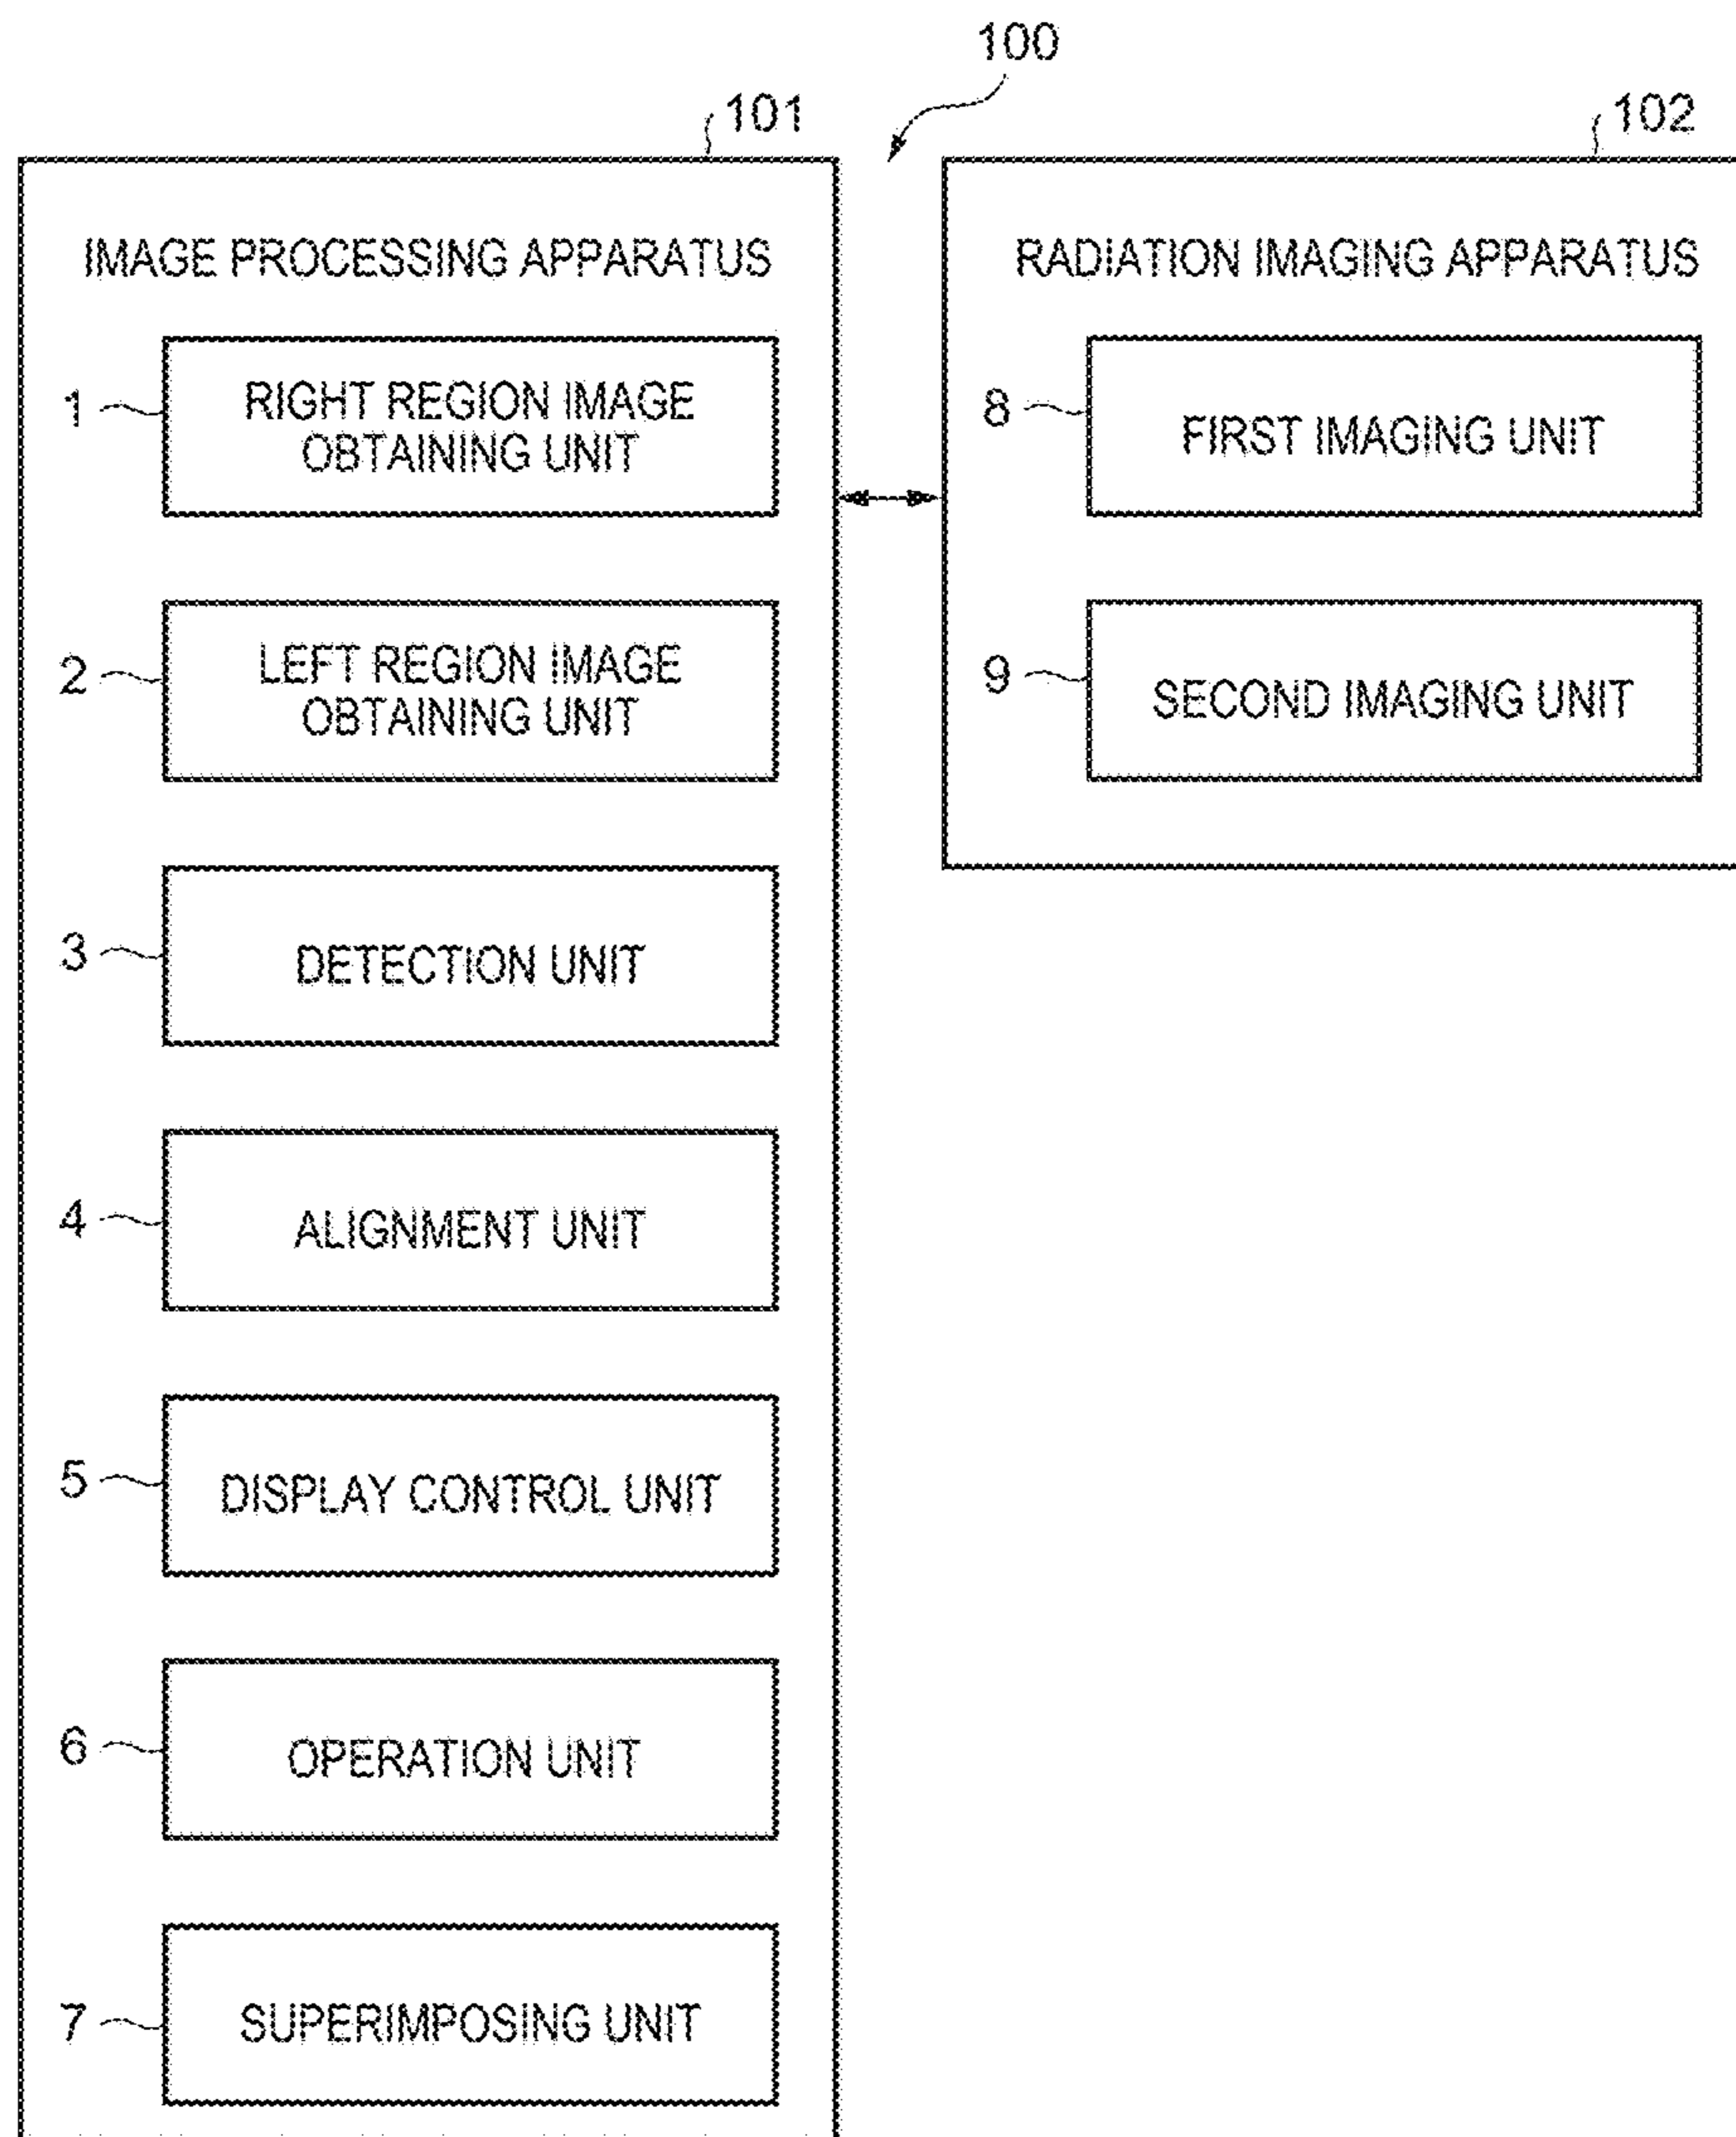 100
101
IMAGE PROCESSING APPARATUS
1
RIGHT REGION IMAGE
OBTAINING UNIT
2
LEFT REGION IMAGE
OBTAINING UNIT
3
DETECTION UNIT
4
ALIGNMENT UNIT
5
DISPLAY CONTROL UNIT
6
OPERATION UNIT
7
SUPERIMPOSING UNIT
102
RADIATION IMAGING APPARATUS
8
FIRST IMAGING UNIT
9
SECOND IMAGING UNIT